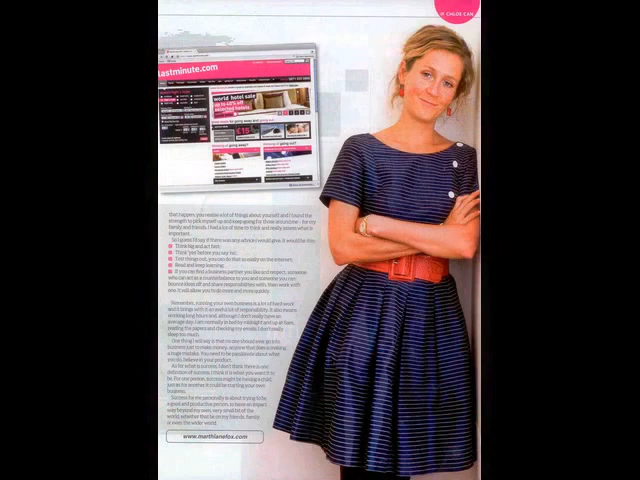 IF CHLOE CAN
lastminute.com
world hotel sale
up to 40% off
selected hotels
£15
that happens, you realise a lot of things about yourself and I found the
strength to pick myself up and keep going for those around me - for my
family and friends. I had a lot of time to think and really assess what is
important.
So I guess I'd say if there was any advice I would give, it would be this:
Think big and act fast;
Think 'yes' before you say 'no';
Test things out, you can do that so easily on the internet;
Read and keep learning;
If you can find a business partner you like and respect, someone
who can act as a counterbalance to you and someone you can
bounce ideas off and share responsibilities with, then work with
one. It will allow you to do more and more quickly.
Remember, running your own business is a lot of hard work
and it brings with it an awful lot of responsibility. It also means
working long hours and, although I don't really have an
average day, I am normally in bed by midnight and up at 6am,
reading the papers and checking my emails. I don't really
sleep too much.
One thing I will say is that no one should ever go into
business just to make money, anyone that does is making
a huge mistake. You need to be passionate about what
you do, believe in your product.
As for what is success, I don't think there is one
definition of success, I think it is what you want it to
be. For one person, success might be having a child,
just as for another it could be starting your own
business.
Success for me personally is about trying to be
a good and productive person, to have an impact
way beyond my own, very small bit of the
world, whether that be on my friends, family
or even the wider world.
www.marthlanefox.com